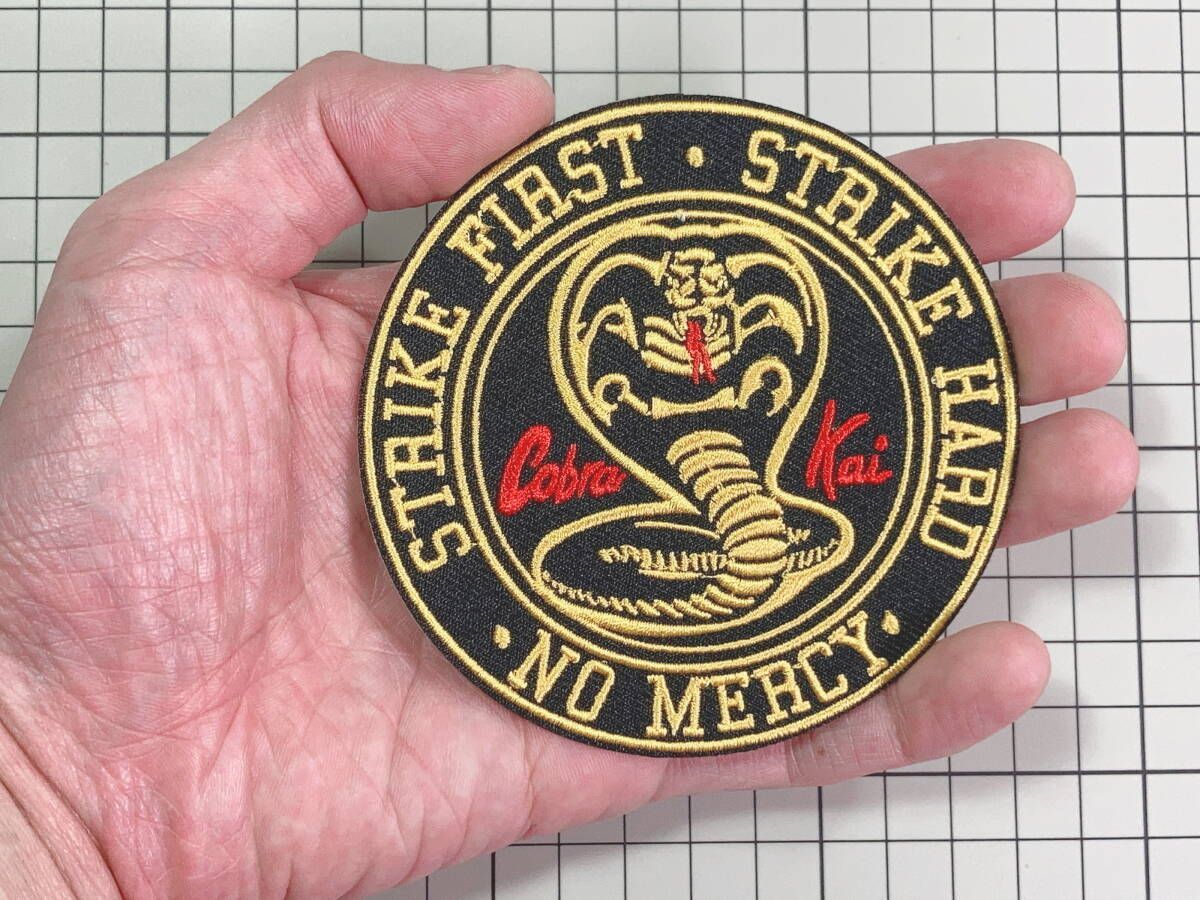 STRIKE FIRST · STRIKE HARD
· NO MERCY ·
Cobra Kai